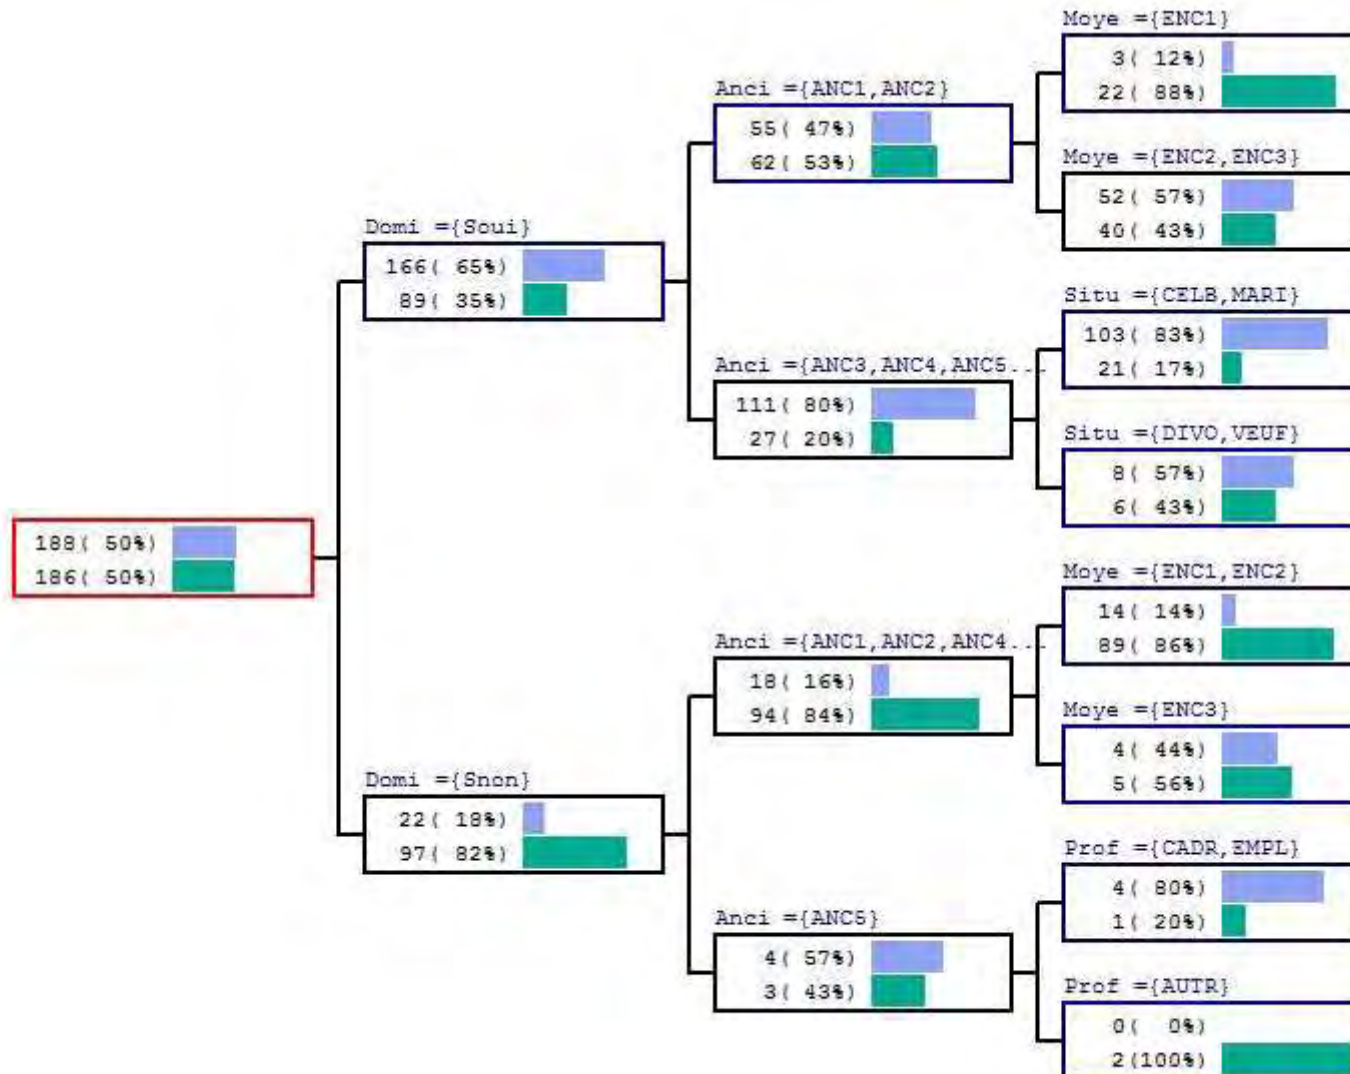 188( 50%)
186( 50%)
Domi ={Soui}
166( 65%)
89( 35%)
Domi ={Snon}
22( 18%)
97( 82%)
Anci ={ANC1,ANC2}
55( 47%)
62( 53%)
Anci ={ANC3,ANC4,ANC5...
111( 80%)
27( 20%)
Anci ={ANC1,ANC2,ANC4...
18( 16%)
94( 84%)
Anci ={ANC5}
4( 57%)
3( 43%)
Moye ={ENC1}
3( 12%)
22( 88%)
Moye ={ENC2,ENC3}
52( 57%)
40( 43%)
Situ ={CELB,MARI}
103( 83%)
21( 17%)
Situ ={DIVO,VEUF}
8( 57%)
6( 43%)
Moye ={ENC1,ENC2}
14( 14%)
89( 86%)
Moye ={ENC3}
4( 44%)
5( 56%)
Prof ={CADR,EMPL}
4( 80%)
1( 20%)
Prof ={AUTR}
0( 0%)
2(100%)